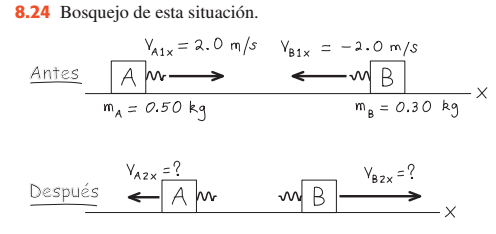 8.24 Bosquejo de esta situación.
V_A1x = 2.0 m/s V_B1x = −2.0 m/s
Antes A B
x
m_A = 0.50 kg m_B = 0.30 kg
V_A2x = ? V_B2x = ?
Después A B
x